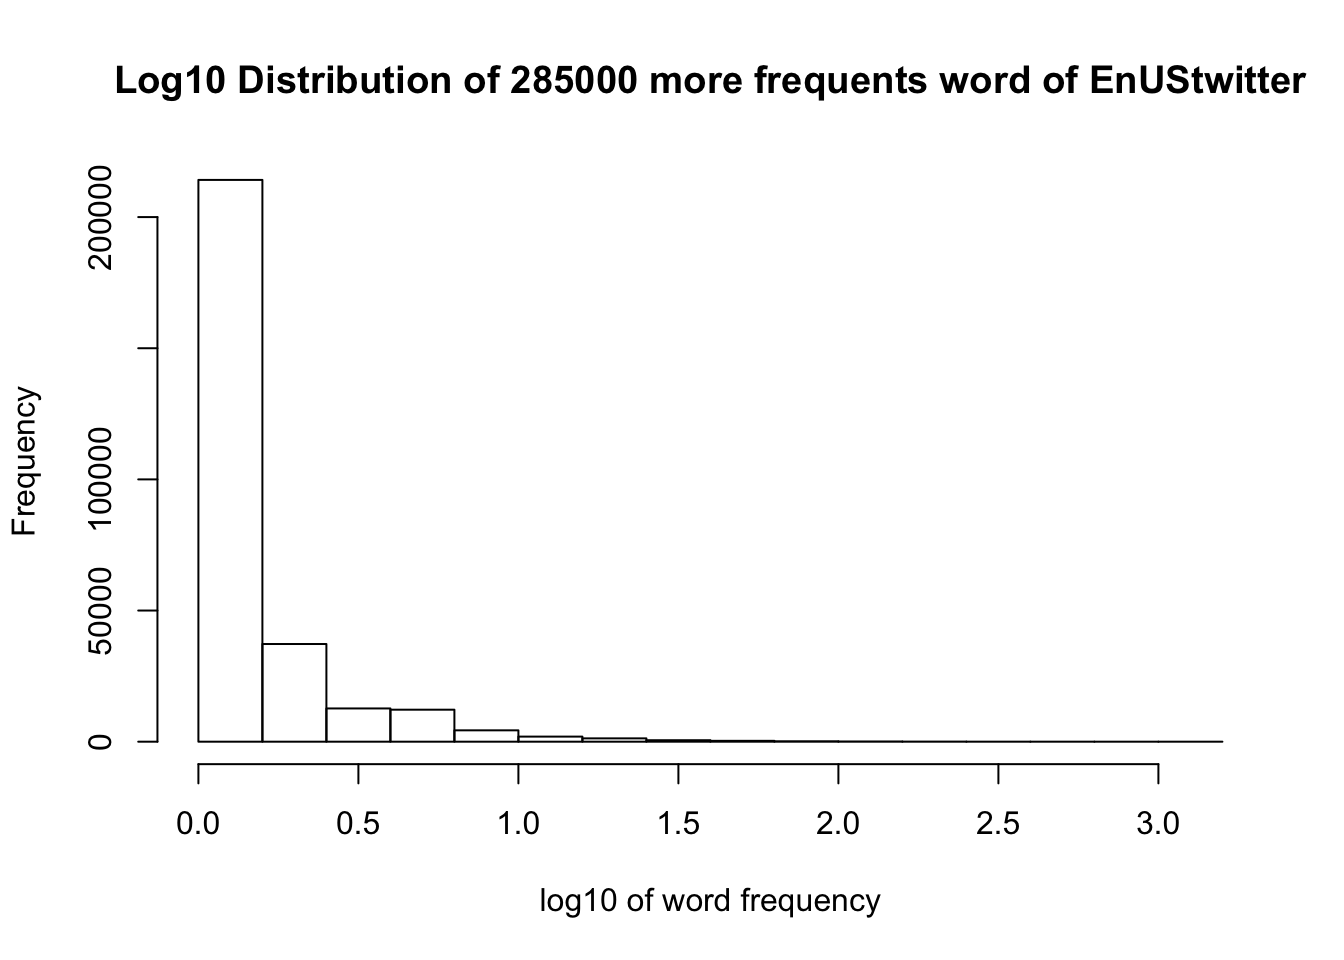 Log10 Distribution of 285000 more frequents word of EnUStwitter
Frequency
200000
100000
50000
0
0.0 0.5 1.0 1.5 2.0 2.5 3.0
log10 of word frequency